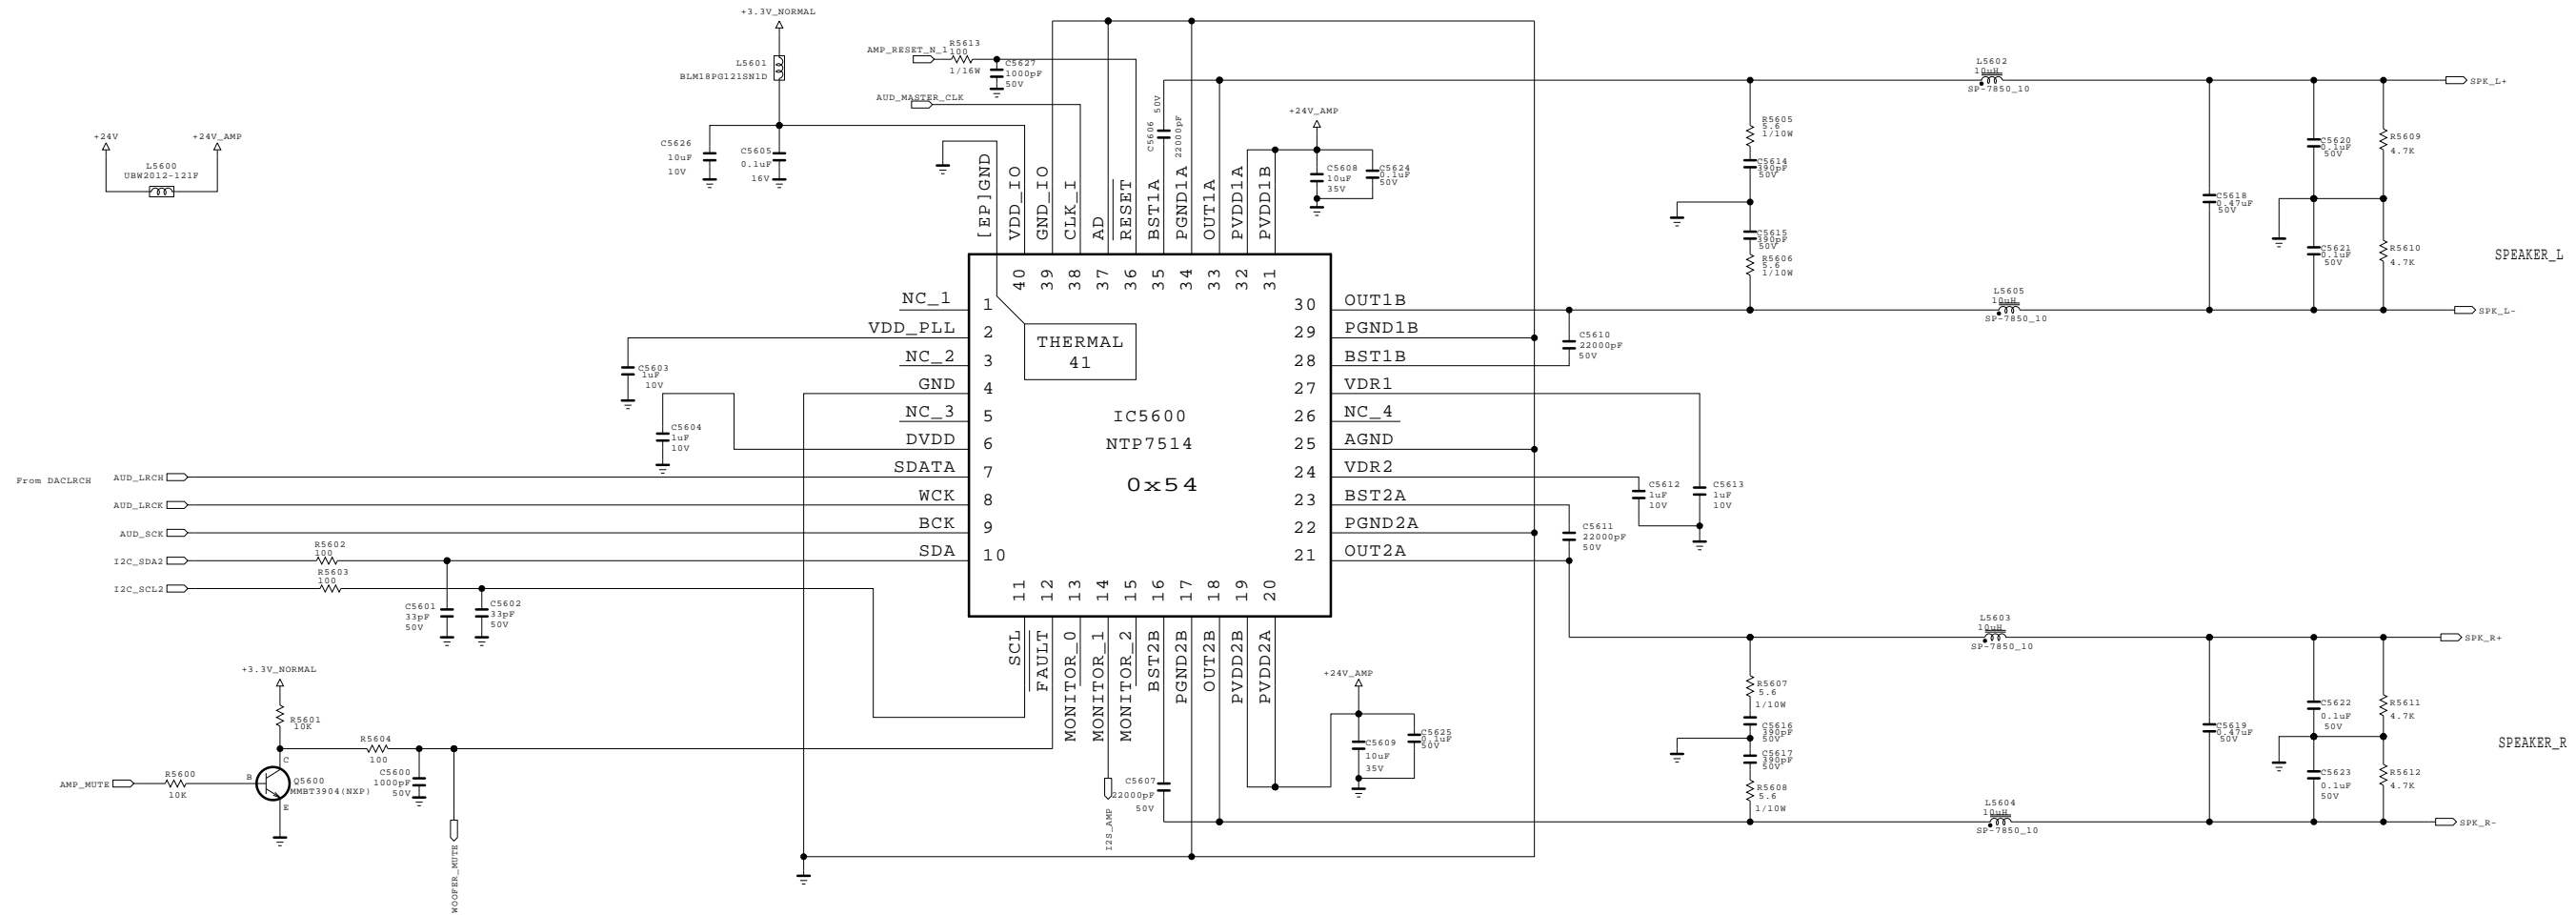 +3.3V_NORMAL
L5601
BLM18PG121SN1D
AMP_RESET_N_1
R5613
100
1/16W
C5627
1000pF
50V
AUD_MASTER_CLK
+24V
+24V_AMP
L5600
UBW2012-121F
C5626
10uF
10V
C5605
0.1uF
16V
C5606
50V
22000pF
+24V_AMP
C5608
10uF
35V
C5624
0.1uF
50V
[EP]GND
VDD_IO
GND_IO
CLK_I
AD
RESET
BST1A
PGND1A
OUT1A
PVDD1A
PVDD1B
40
39
38
37
36
35
34
33
32
31
NC_1
1
VDD_PLL
2
NC_2
3
GND
4
NC_3
5
DVDD
6
SDATA
7
WCK
8
BCK
9
SDA
10
THERMAL
41
IC5600
NTP7514
0x54
30
OUT1B
29
PGND1B
28
BST1B
27
VDR1
26
NC_4
25
AGND
24
VDR2
23
BST2A
22
PGND2A
21
OUT2A
11
12
13
14
15
16
17
18
19
20
SCL
FAULT
MONITOR_0
MONITOR_1
MONITOR_2
BST2B
PGND2B
OUT2B
PVDD2B
PVDD2A
C5603
1uF
10V
C5604
1uF
10V
From DACLRCH
AUD_LRCH
AUD_LRCK
AUD_SCK
I2C_SDA2
R5602
100
I2C_SCL2
R5603
100
C5601
33pF
50V
C5602
33pF
50V
+3.3V_NORMAL
R5601
10K
R5604
100
C5600
1000pF
50V
AMP_MUTE
R5600
10K
B
C
E
Q5600
MMBT3904(NXP)
WOOFER_MUTE
I2S_AMP
C5607
22000pF
50V
+24V_AMP
C5609
10uF
35V
C5625
0.1uF
50V
C5610
22000pF
50V
C5611
22000pF
50V
C5612
1uF
10V
C5613
1uF
10V
L5602
10uH
SP-7850_10
R5605
5.6
1/10W
C5614
390pF
50V
C5615
390pF
50V
R5606
5.6
1/10W
L5605
10uH
SP-7850_10
C5618
0.47uF
50V
C5620
0.1uF
50V
C5621
0.1uF
50V
R5609
4.7K
R5610
4.7K
SPK_L+
SPEAKER_L
SPK_L-
L5603
10uH
SP-7850_10
R5607
5.6
1/10W
C5616
390pF
50V
C5617
390pF
50V
R5608
5.6
1/10W
L5604
10uH
SP-7850_10
C5619
0.47uF
50V
C5622
0.1uF
50V
C5623
0.1uF
50V
R5611
4.7K
R5612
4.7K
SPK_R+
SPEAKER_R
SPK_R-